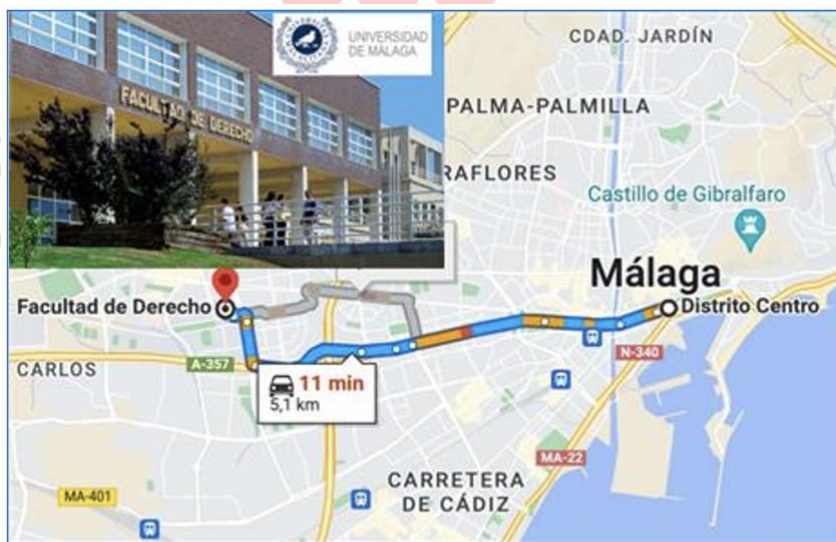 UNIVERSIDAD
DE MÁLAGA
FACULTAD DE DERECHO
CDAD. JARDÍN
PALMA-PALMILLA
RAFLORES
Castillo de Gibralfaro
Málaga
Facultad de Derecho
Distrito Centro
CARLOS
A-357
N-340
11 min
5,1 km
MA-22
CARRETERA
DE CÁDIZ
MA-401